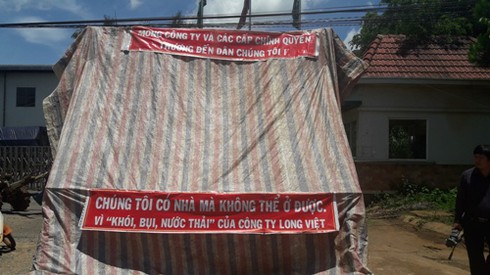 MONG CÔNG TY VÀ CÁC CẤP CHÍNH QUYỀN
THƯƠNG ĐẾN DÂN CHÚNG TÔI !
CHÚNG TÔI CÓ NHÀ MÀ KHÔNG THỂ Ở ĐƯỢC.
VÌ “KHÓI, BỤI, NƯỚC THẢI” CỦA CÔNG TY LONG VIỆT